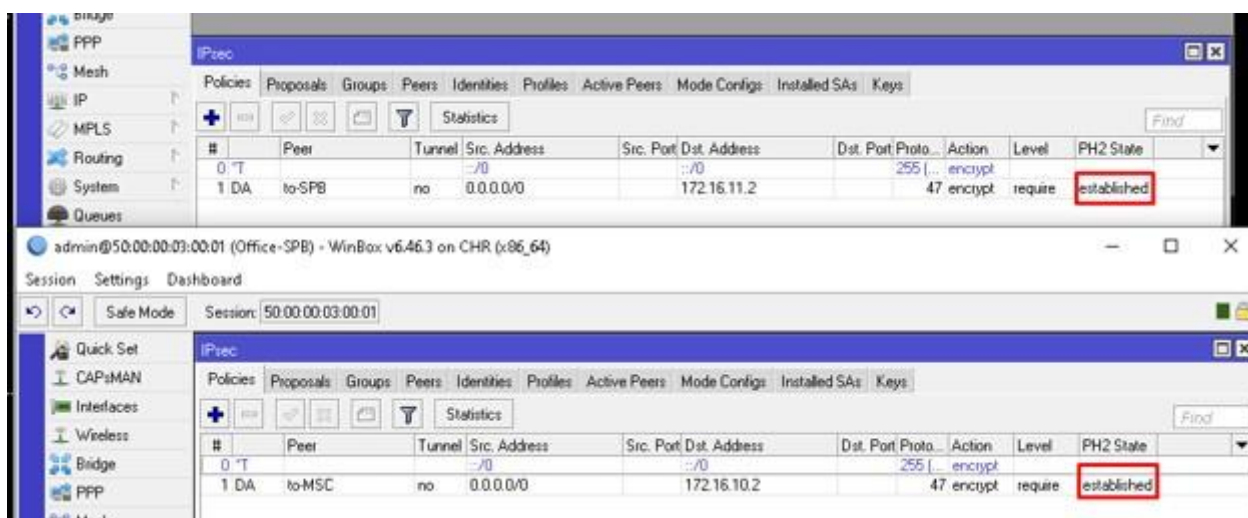 Bridge
PPP
IPsec
Mesh
Policies Proposals Groups Peers Identities Profiles Active Peers Mode Configs Installed SAs Keys
IP
Statistics
Find
MPLS
# Peer Tunnel Src. Address Src. Port Dst. Address Dst. Port Proto... Action Level PH2 State
Routing
0 *T ::/0 ::/0 255 (... encrypt
System
1 DA to-SPB no 0.0.0.0/0 172.16.11.2 47 encrypt require established
Queues
admin@50:00:00:03:00:01 (Office-SPB) - WinBox v6.46.3 on CHR (x86_64)
Session Settings Dashboard
Safe Mode Session: 50:00:00:03:00:01
Quick Set
IPsec
CAPsMAN
Policies Proposals Groups Peers Identities Profiles Active Peers Mode Configs Installed SAs Keys
Interfaces
Statistics
Find
Wireless
# Peer Tunnel Src. Address Src. Port Dst. Address Dst. Port Proto... Action Level PH2 State
Bridge
0 *T ::/0 ::/0 255 (... encrypt
PPP
1 DA to-MSC no 0.0.0.0/0 172.16.10.2 47 encrypt require established